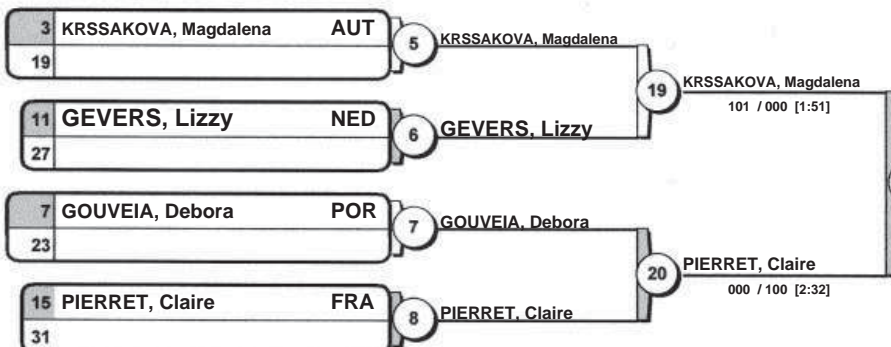 3 KRSSAKOVA, Magdalena AUT
19
5 KRSSAKOVA, Magdalena
11 GEVERS, Lizzy NED
27
6 GEVERS, Lizzy
19 KRSSAKOVA, Magdalena
101 / 000 [1:51]
7 GOUVEIA, Debora POR
23
7 GOUVEIA, Debora
15 PIERRET, Claire FRA
31
8 PIERRET, Claire
20 PIERRET, Claire
000 / 100 [2:32]